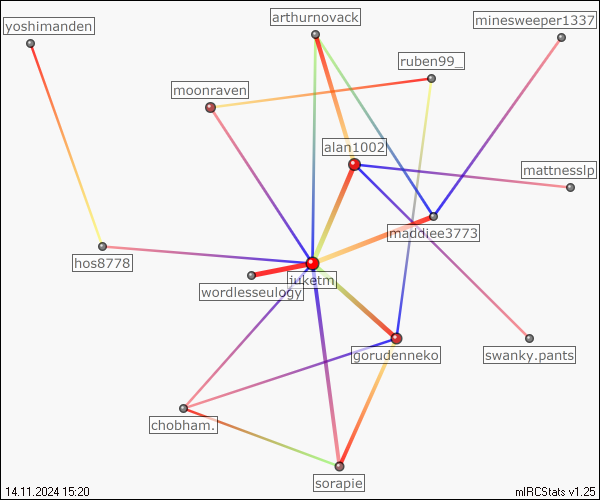 arthurnovack
minesweeper1337
yoshimanden
ruben99_
moonraven
alan1002
mattnesslp
maddiee3773
hos8778
juketm
wordlesseulogy
gorudenneko
swanky.pants
chobham.
sorapie
14.11.2024 15:20
mIRCStats v1.25